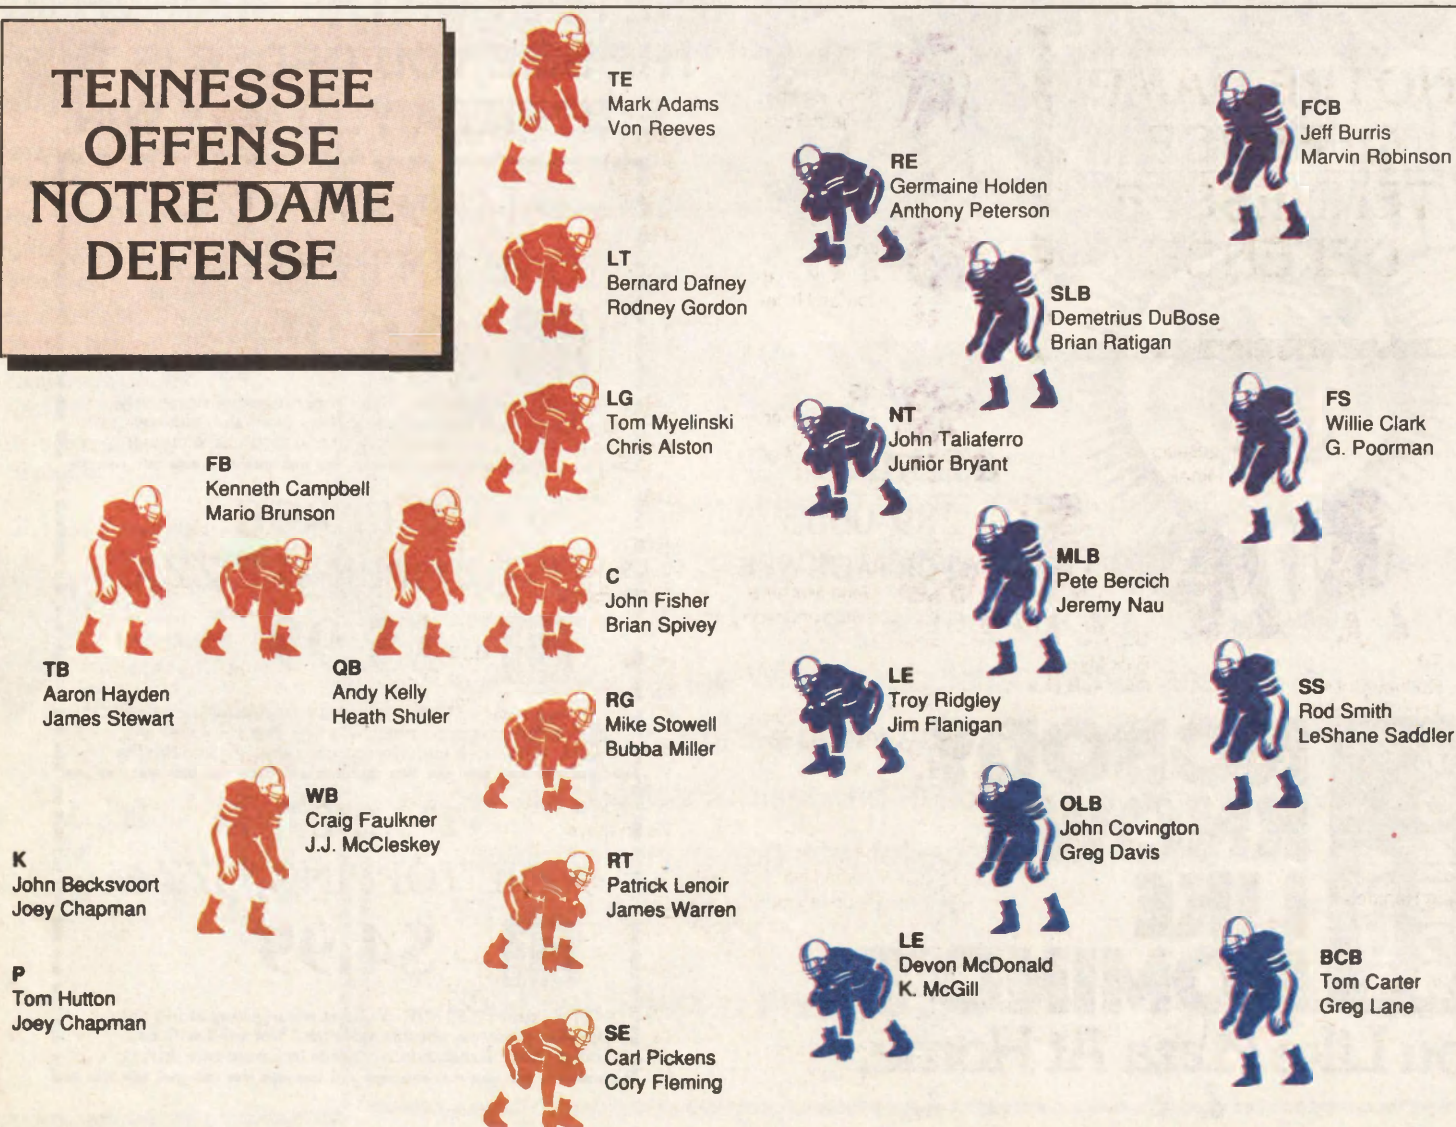 TENNESSEE
OFFENSE
NOTRE DAME
DEFENSE
TE
Mark Adams
Von Reeves
LT
Bernard Dafney
Rodney Gordon
LG
Tom Myelinski
Chris Alston
FB
Kenneth Campbell
Mario Brunson
C
John Fisher
Brian Spivey
TB
Aaron Hayden
James Stewart
QB
Andy Kelly
Heath Shuler
RG
Mike Stowell
Bubba Miller
WB
Craig Faulkner
J.J. McCleskey
K
John Becksvoort
Joey Chapman
RT
Patrick Lenoir
James Warren
P
Tom Hutton
Joey Chapman
SE
Carl Pickens
Cory Fleming
RE
Germaine Holden
Anthony Peterson
SLB
Demetrius DuBose
Brian Ratigan
NT
John Taliaferro
Junior Bryant
MLB
Pete Bercich
Jeremy Nau
LE
Troy Ridgley
Jim Flanigan
OLB
John Covington
Greg Davis
LE
Devon McDonald
K. McGill
FCB
Jeff Burris
Marvin Robinson
FS
Willie Clark
G. Poorman
SS
Rod Smith
LeShane Saddler
BCB
Tom Carter
Greg Lane